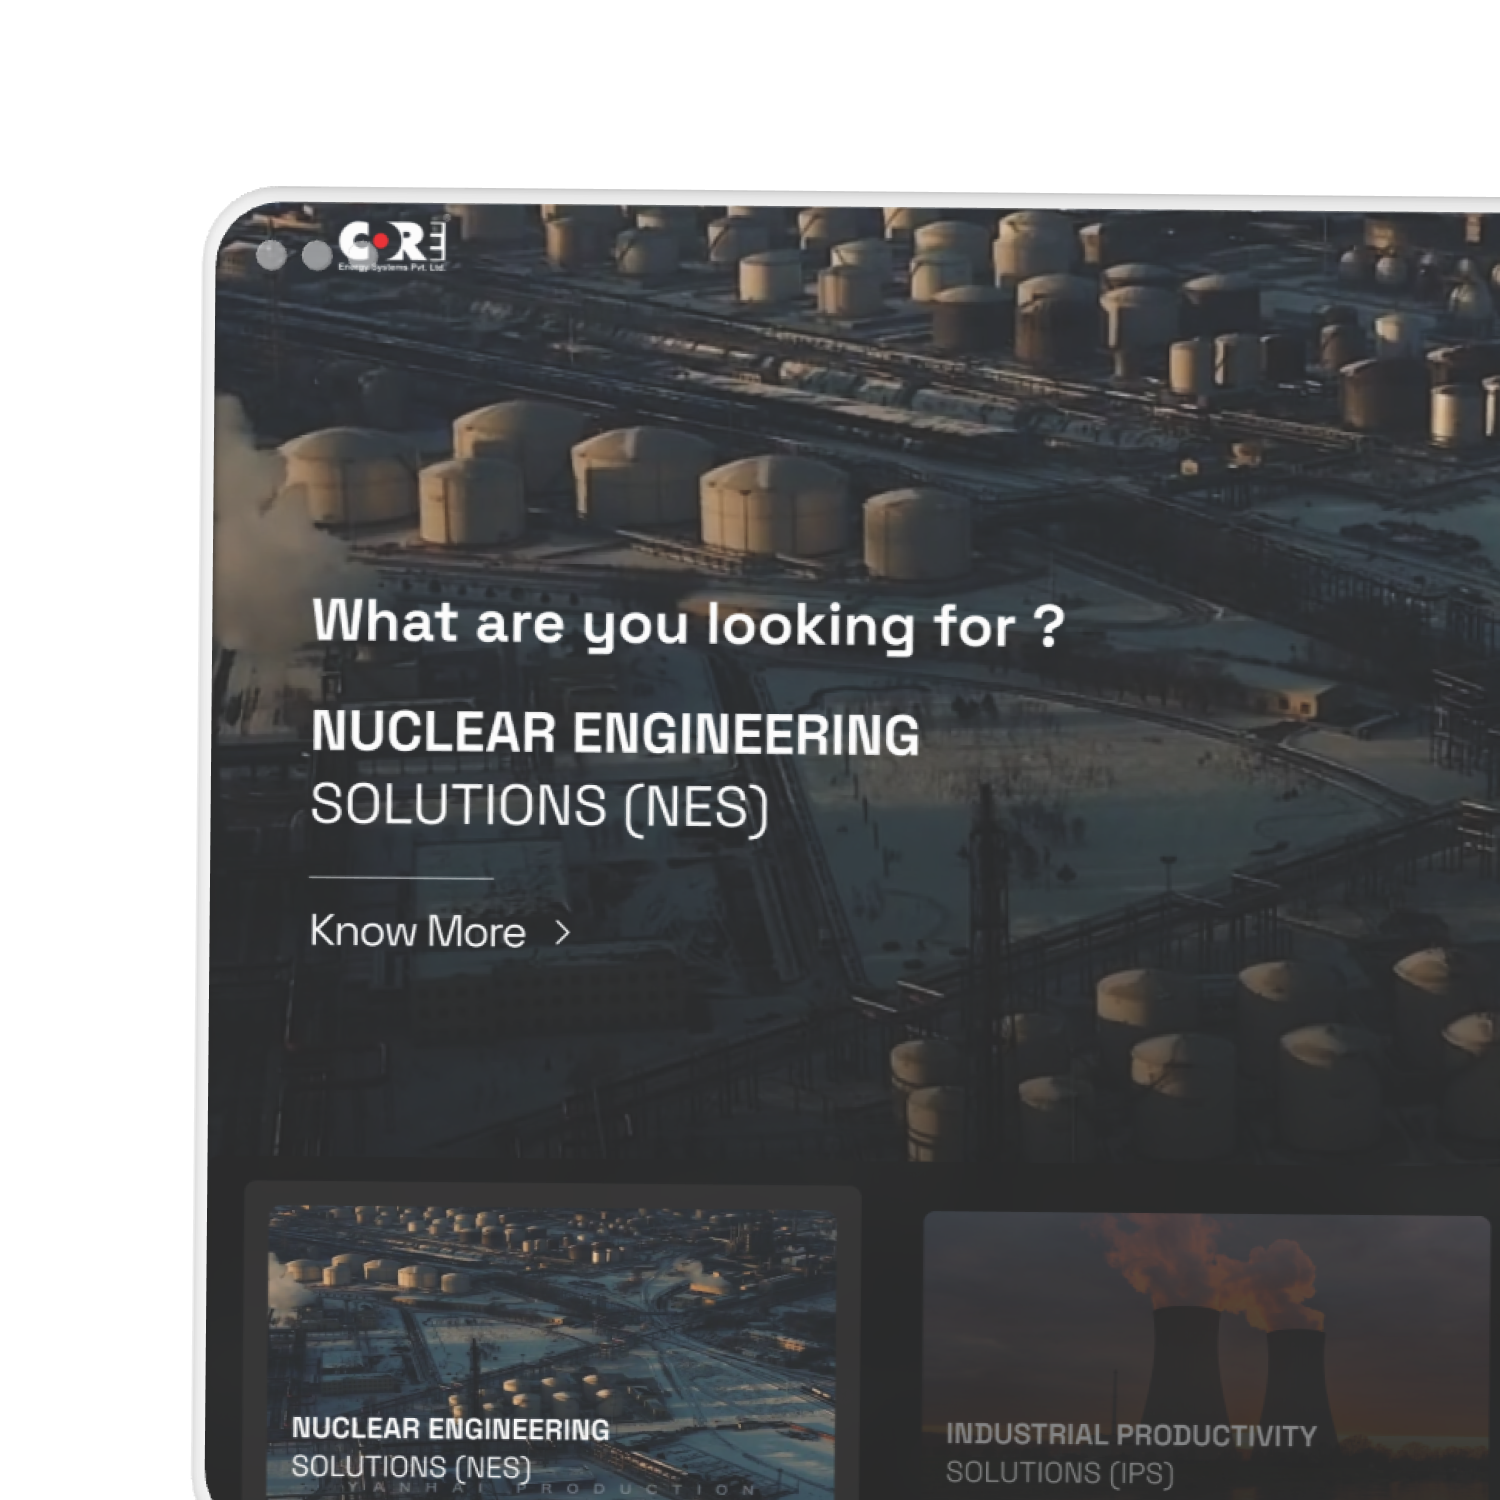 CORE
Energy Systems Pvt. Ltd.
What are you looking for ?
NUCLEAR ENGINEERING
SOLUTIONS (NES)
Know More >
NUCLEAR ENGINEERING
SOLUTIONS (NES)
YANHAI PRODUCTION
INDUSTRIAL PRODUCTIVITY
SOLUTIONS (IPS)